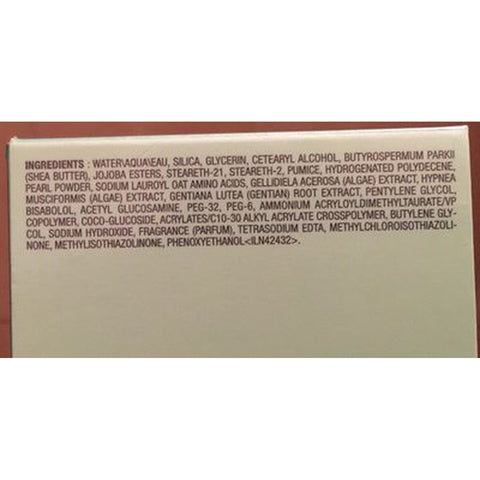 INGREDIENTS : WATER\AQUA\EAU, SILICA, GLYCERIN, CETEARYL ALCOHOL, BUTYROSPERMUM PARKII
(SHEA BUTTER), JOJOBA ESTERS, STEARETH-21, STEARETH-2, PUMICE, HYDROGENATED POLYDECENE,
PEARL POWDER, SODIUM LAUROYL OAT AMINO ACIDS, GELLIDIELA ACEROSA (ALGAE) EXTRACT, HYPNEA
MUSCIFORMIS (ALGAE) EXTRACT, GENTIANA LUTEA (GENTIAN) ROOT EXTRACT, PENTYLENE GLYCOL,
BISABOLOL, ACETYL GLUCOSAMINE, PEG-32, PEG-6, AMMONIUM ACRYLOYLDIMETHYLTAURATE/VP
COPOLYMER, COCO-GLUCOSIDE, ACRYLATES/C10-30 ALKYL ACRYLATE CROSSPOLYMER, BUTYLENE GLY-
COL, SODIUM HYDROXIDE, FRAGRANCE (PARFUM), TETRASODIUM EDTA, METHYLCHLOROISOTHIAZOLI-
NONE, METHYLISOTHIAZOLINONE, PHENOXYETHANOL<ILN42432>.